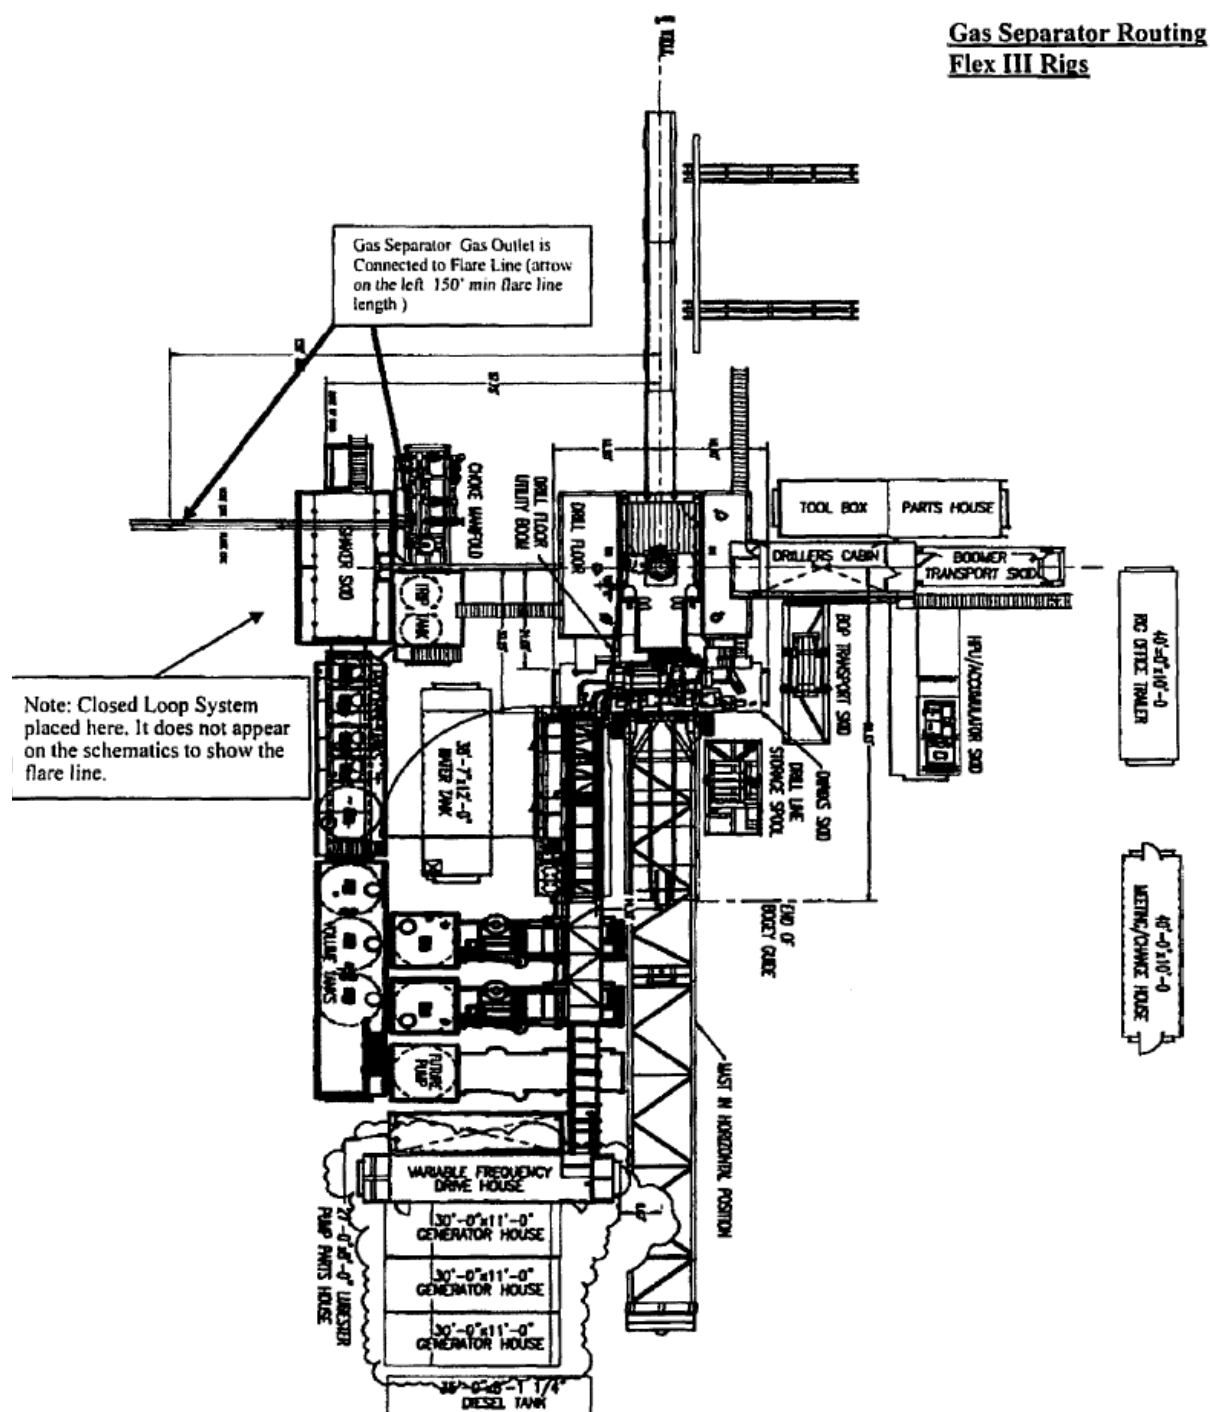 Gas Separator Routing
Flex III Rigs
WELL
Gas Separator Gas Outlet is
Connected to Flare Line (arrow
on the left 150' min flare line
length )
CHOKE MANIFOLD
DRILL FLOOR
UTILITY BOOM
DRILL FLOOR
SHAKER SKID
TRIP TANK
TOOL BOX
PARTS HOUSE
DRILLERS CABIN
BOOMER
TRANSPORT SKID
BOP TRANSPORT SKID
HPU/ACCUMULATOR SKID
40'-0"x10'-0
RIG OFFICE TRAILER
Note: Closed Loop System
placed here. It does not appear
on the schematics to show the
flare line.
38'-7"x12'-0"
WATER TANK
DRILL LINE
STORAGE SPOOL
DRWKS SKID
END OF
BOGEY GUIDE
40'-0"x10'-0
MEETING/CHANGE HOUSE
VOLUME TANKS
FUTURE
PUMP
MAST IN HORIZONTAL POSITION
VARIABLE FREQUENCY
DRIVE HOUSE
PUMP PARTS HOUSE
30'-0"x11'-0"
GENERATOR HOUSE
30'-0"x11'-0"
GENERATOR HOUSE
30'-0"x11'-0"
GENERATOR HOUSE
DIESEL TANK